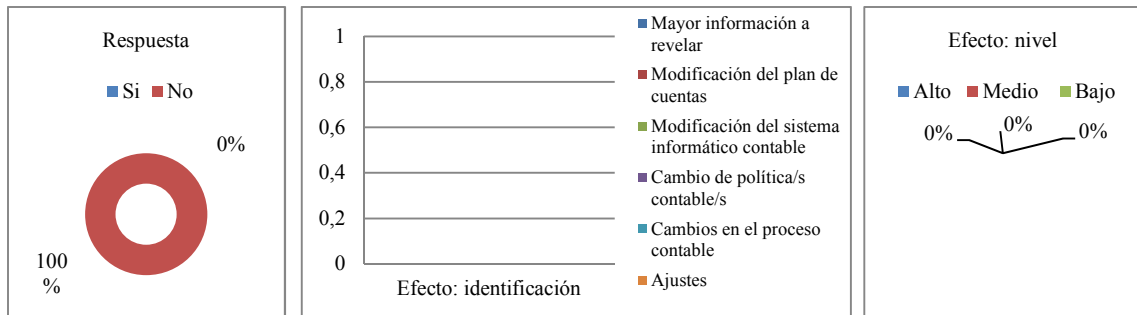 Respuesta
Si No
0%
100
%
1
0,8
0,6
0,4
0,2
0
Efecto: identificación
Mayor información a
revelar
Modificación del plan de
cuentas
Modificación del sistema
informático contable
Cambio de política/s
contable/s
Cambios en el proceso
contable
Ajustes
Efecto: nivel
Alto Medio Bajo
0% 0% 0%